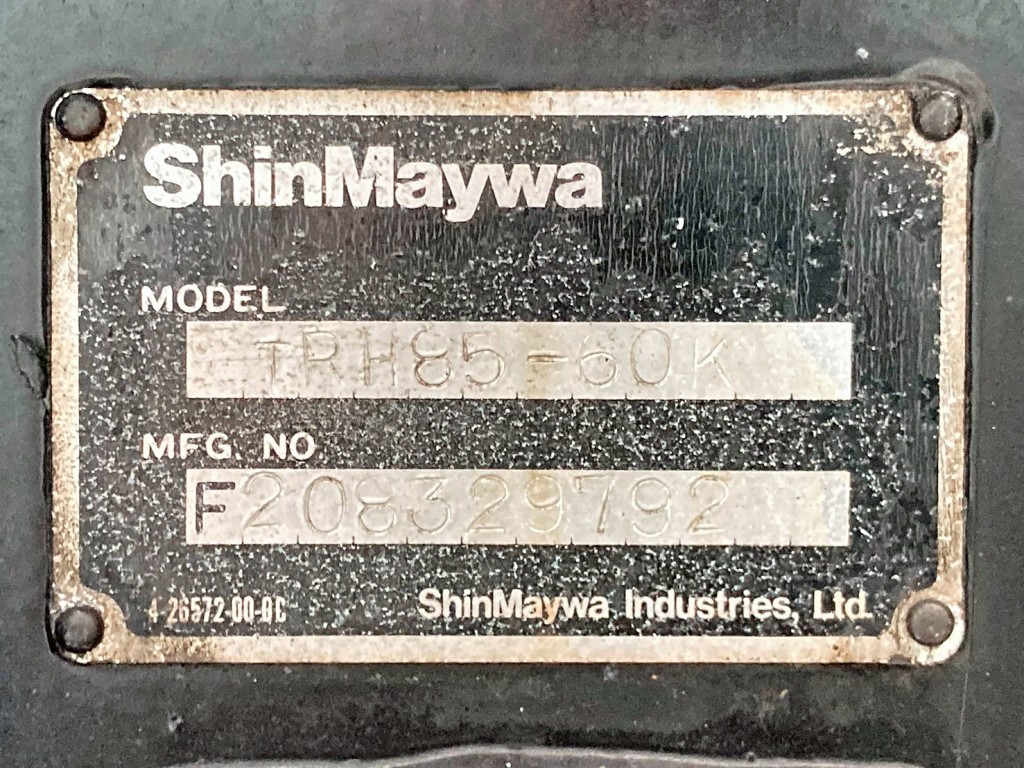 ShinMaywa
MODEL
TRH85-60K
MFG. NO.
F208329792
4-26572-00-0C
ShinMaywa Industries, Ltd.